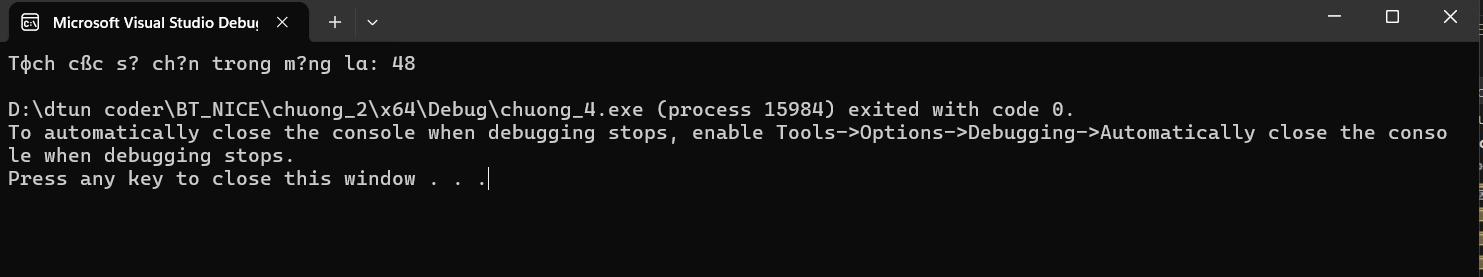 Microsoft Visual Studio Debug
Tϕch cßc s? ch?n trong m?ng lα: 48
D:\dtun coder\BT_NICE\chuong_2\x64\Debug\chuong_4.exe (process 15984) exited with code 0.
To automatically close the console when debugging stops, enable Tools->Options->Debugging->Automatically close the conso
le when debugging stops.
Press any key to close this window . . .